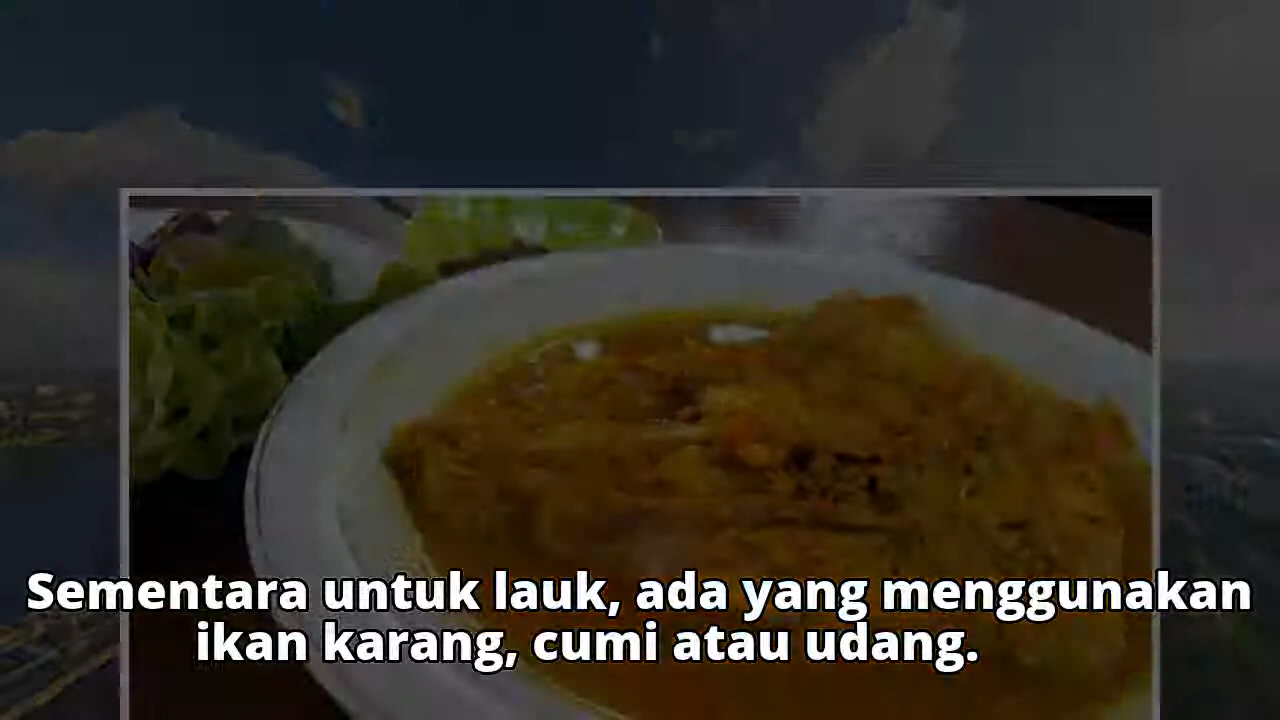 Sementara untuk lauk, ada yang menggunakan
ikan karang, cumi atau udang.